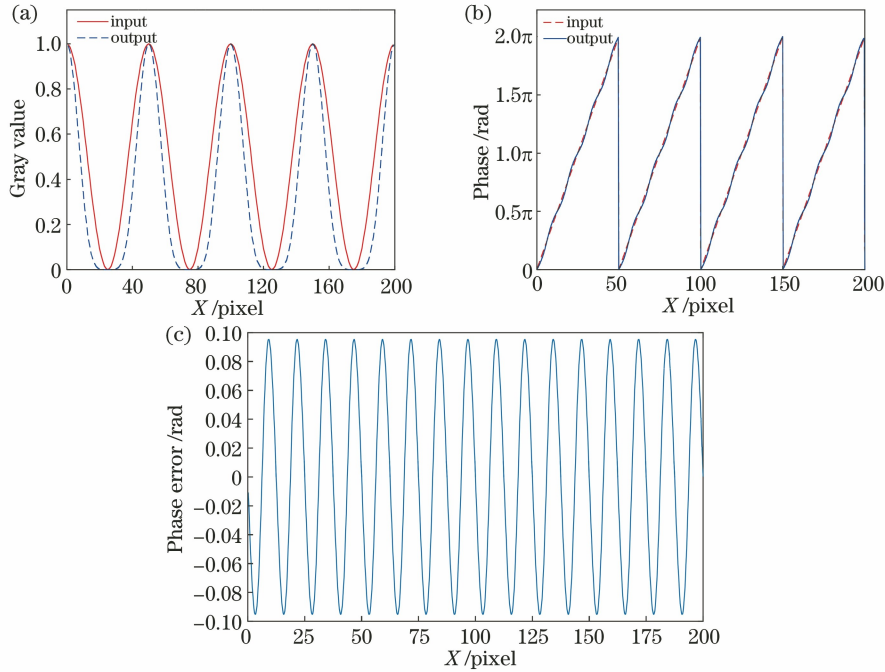 (a)
input
output
1.0
0.8
0.6
0.4
0.2
0
Gray value
0 40 80 120 160 200
X /pixel
(b)
input
output
2.0π
1.5π
1.0π
0.5π
0
Phase /rad
0 50 100 150 200
X /pixel
(c)
0.10
0.08
0.06
0.04
0.02
0
−0.02
−0.04
−0.06
−0.08
−0.10
Phase error /rad
0 25 50 75 100 125 150 175 200
X /pixel